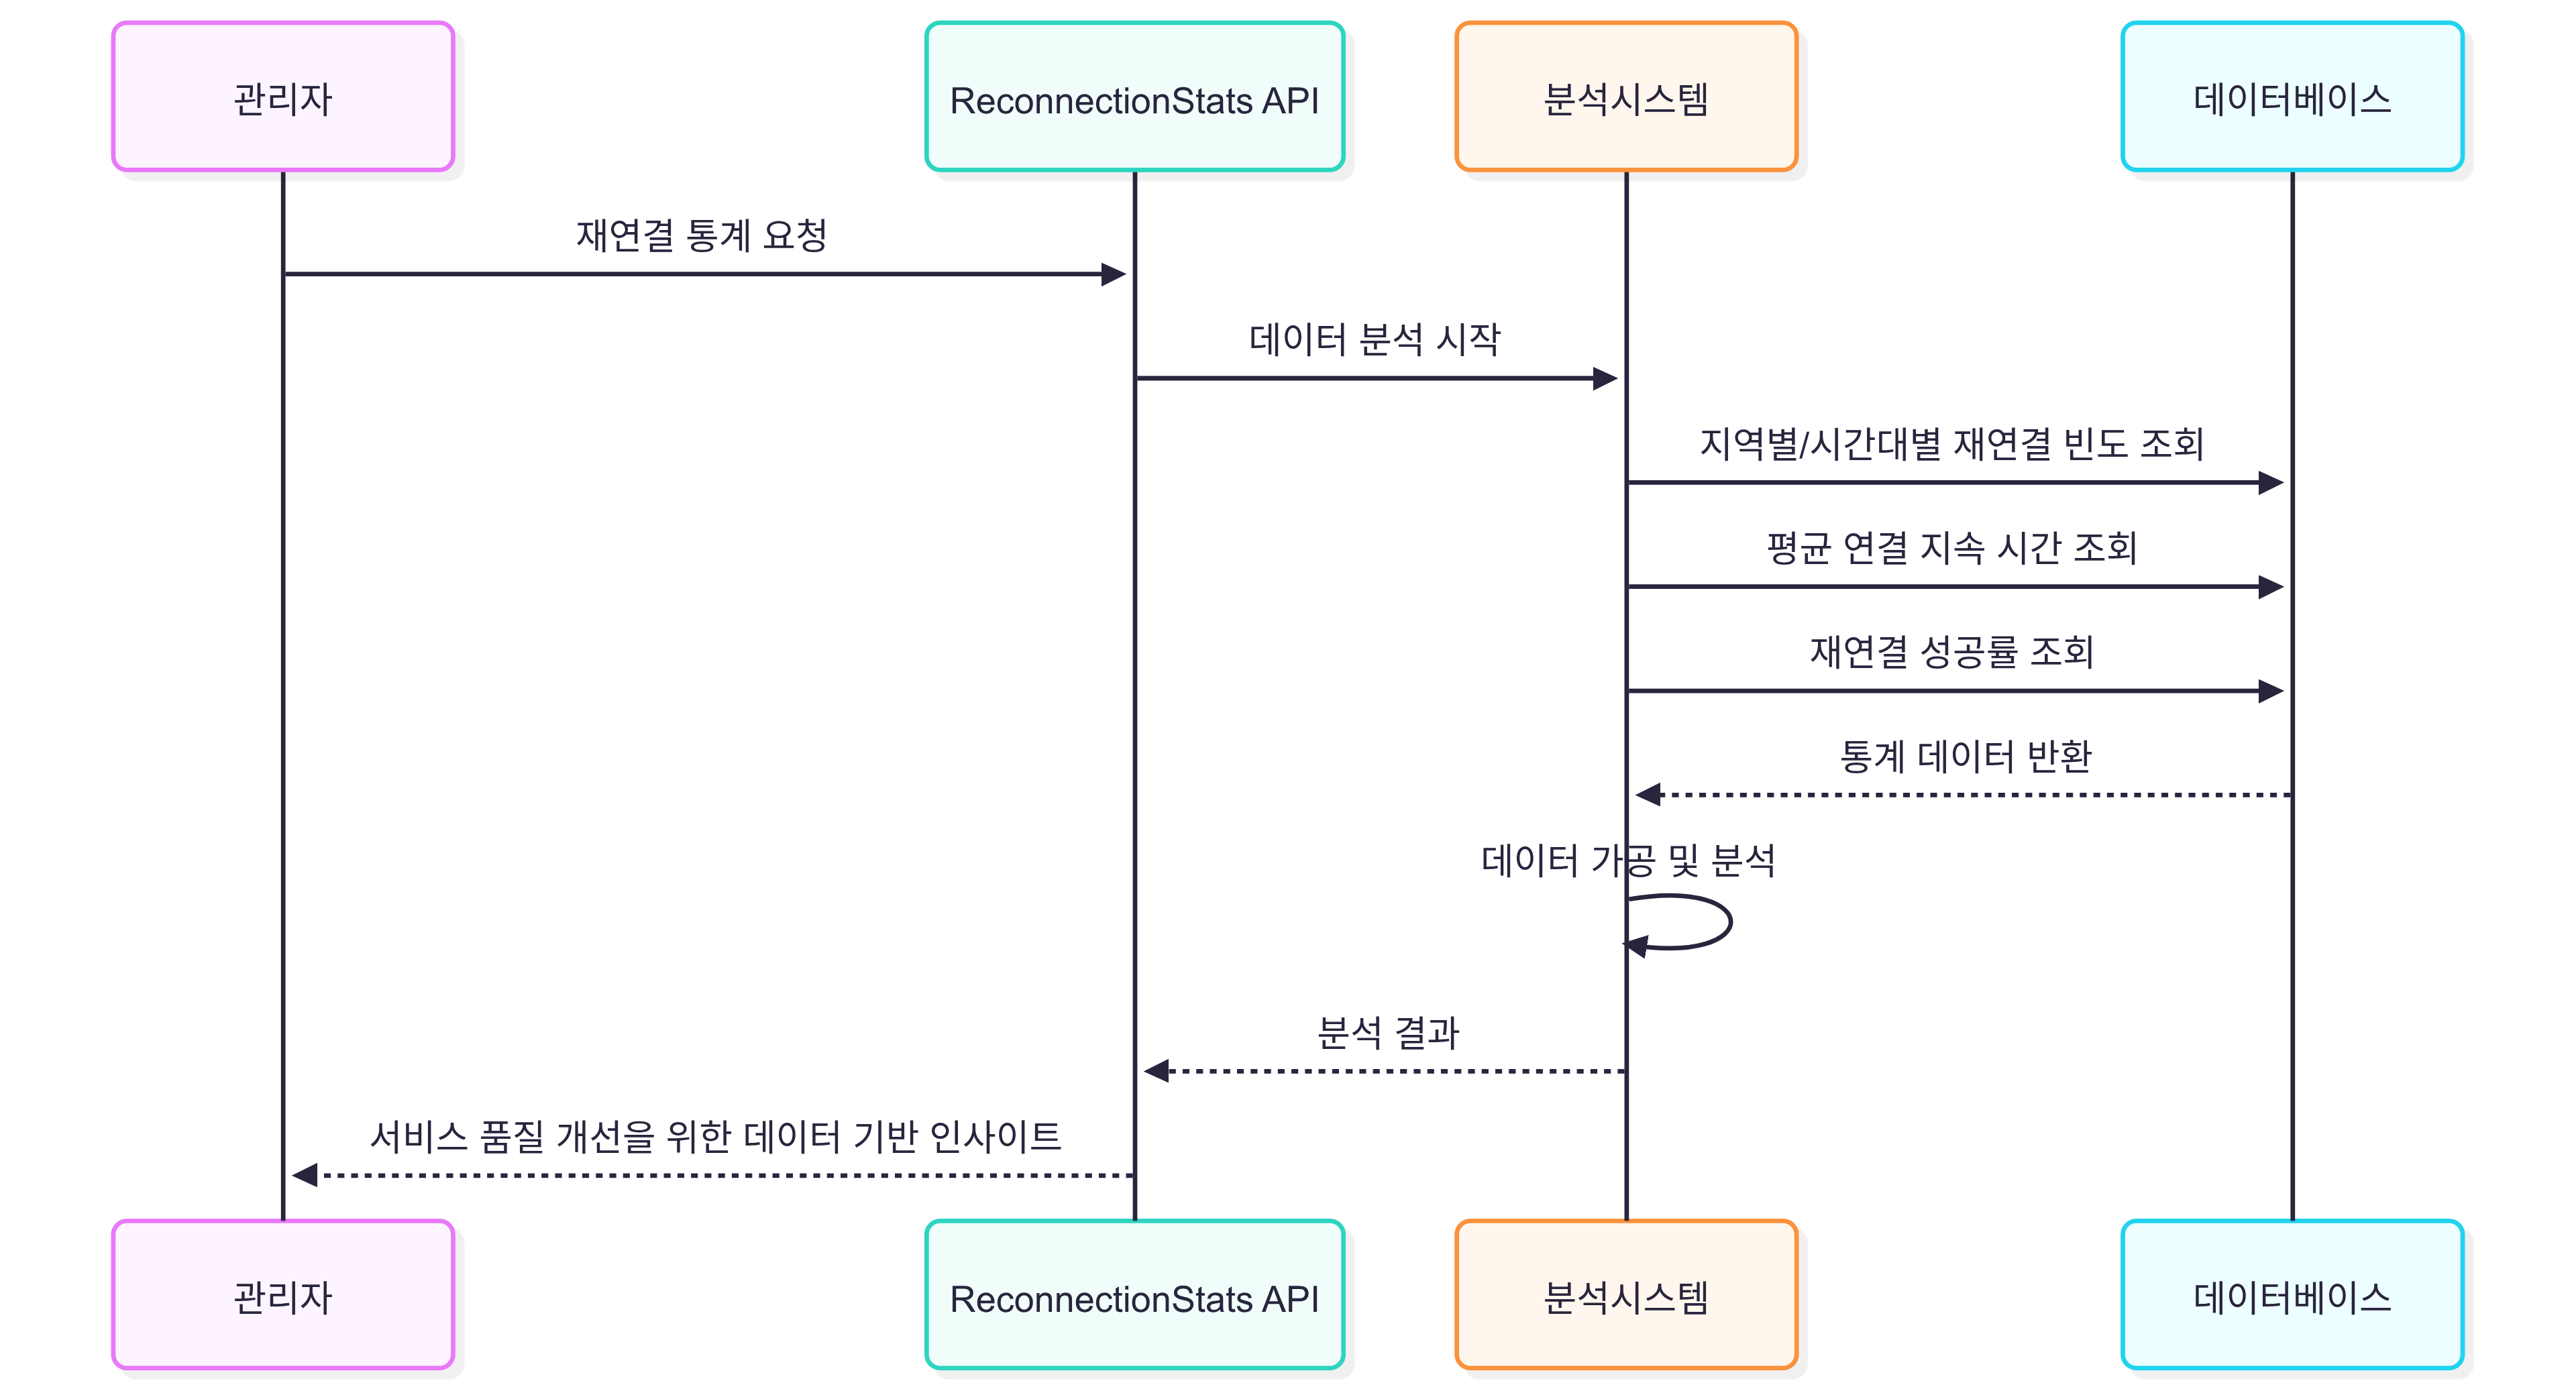 관리자
ReconnectionStats API
분석시스템
데이터베이스
재연결 통계 요청
데이터 분석 시작
지역별/시간대별 재연결 빈도 조회
평균 연결 지속 시간 조회
재연결 성공률 조회
통계 데이터 반환
데이터 가공 및 분석
분석 결과
서비스 품질 개선을 위한 데이터 기반 인사이트
관리자
ReconnectionStats API
분석시스템
데이터베이스